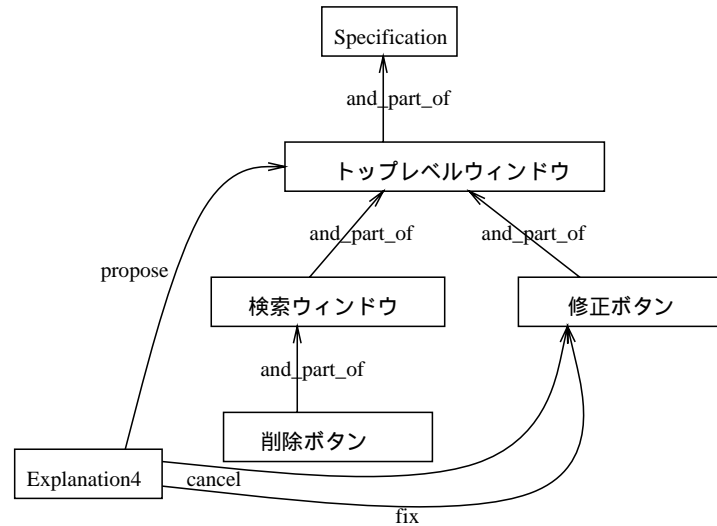 Specification
and_part_of
トップレベルウィンドウ
and_part_of
and_part_of
propose
検索ウィンドウ
修正ボタン
and_part_of
削除ボタン
Explanation4
cancel
fix